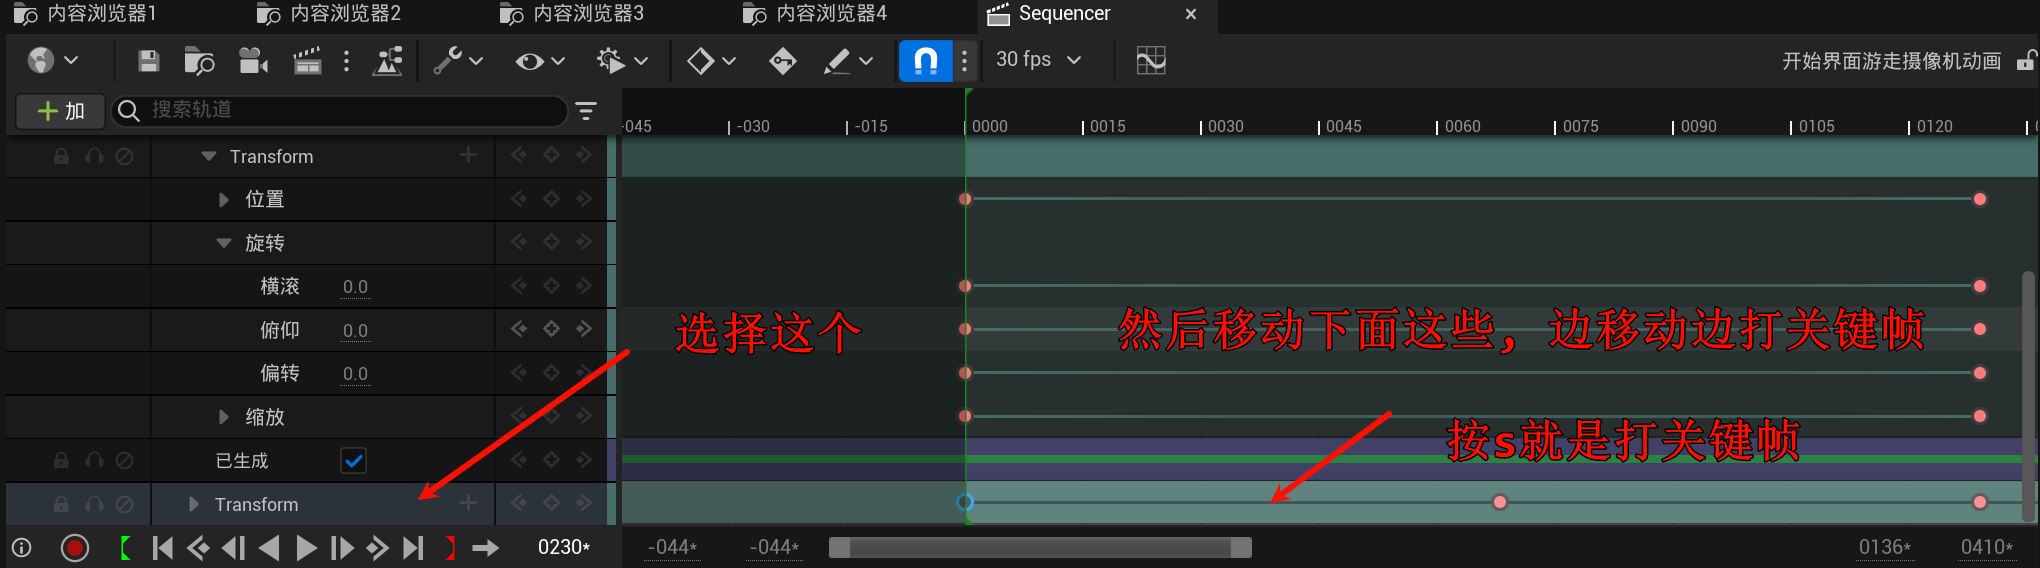 内容浏览器1 内容浏览器2 内容浏览器3 内容浏览器4 Sequencer ×
30 fps 开始界面游走摄像机动画
+ 加 搜索轨道
-045 -030 -015 0000 0015 0030 0045 0060 0075 0090 0105 0120
Transform
位置
旋转
横滚 0.0
俯仰 0.0
偏转 0.0
缩放
已生成
Transform
选择这个
然后移动下面这些，边移动边打关键帧
按s就是打关键帧
0230* -044* -044* 0136* 0410*